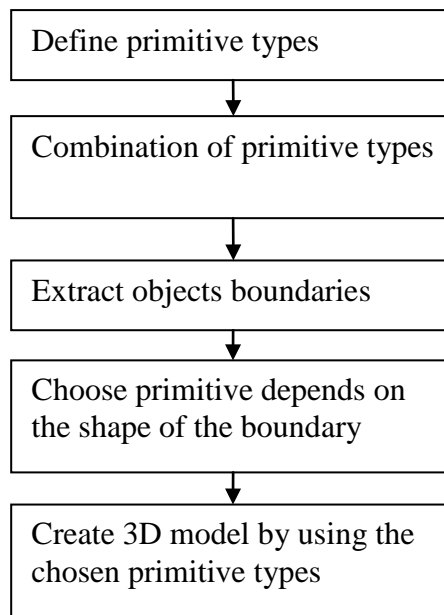 Define primitive types
Combination of primitive types
Extract objects boundaries
Choose primitive depends on
the shape of the boundary
Create 3D model by using the
chosen primitive types